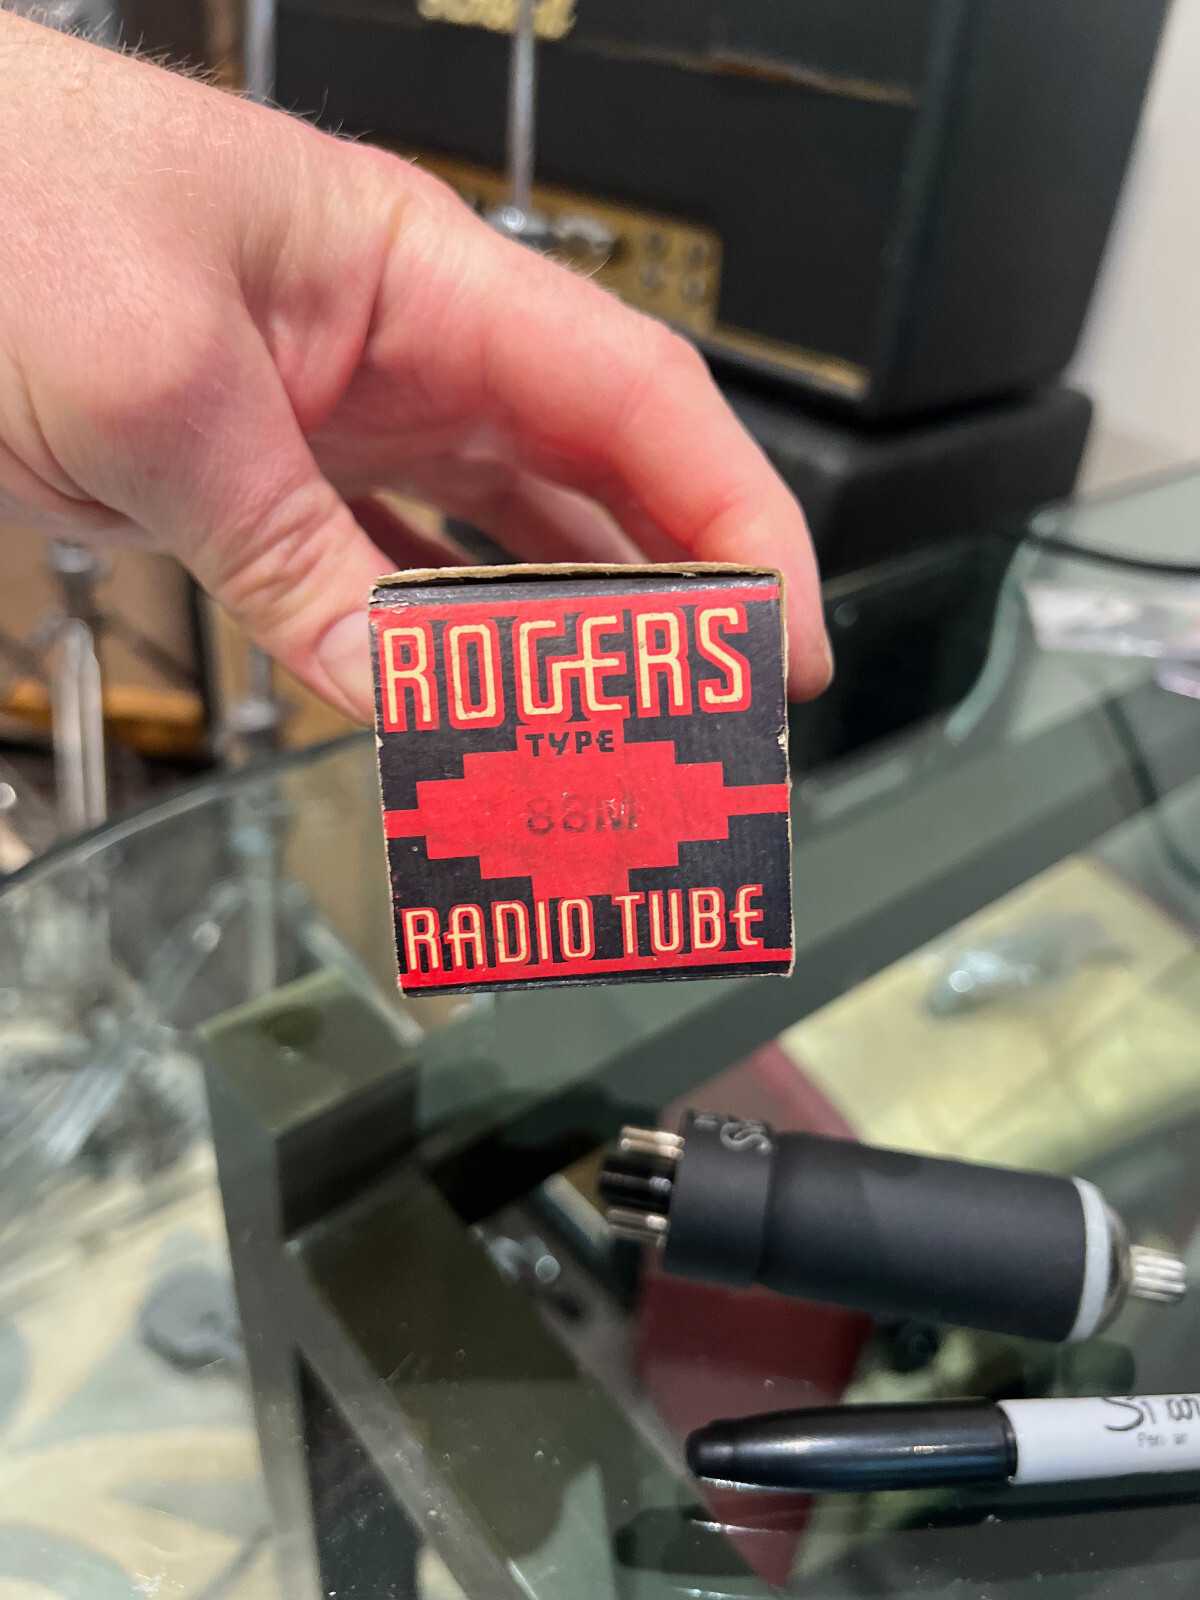 ROGERS
TYPE
88M
RADIO TUBE